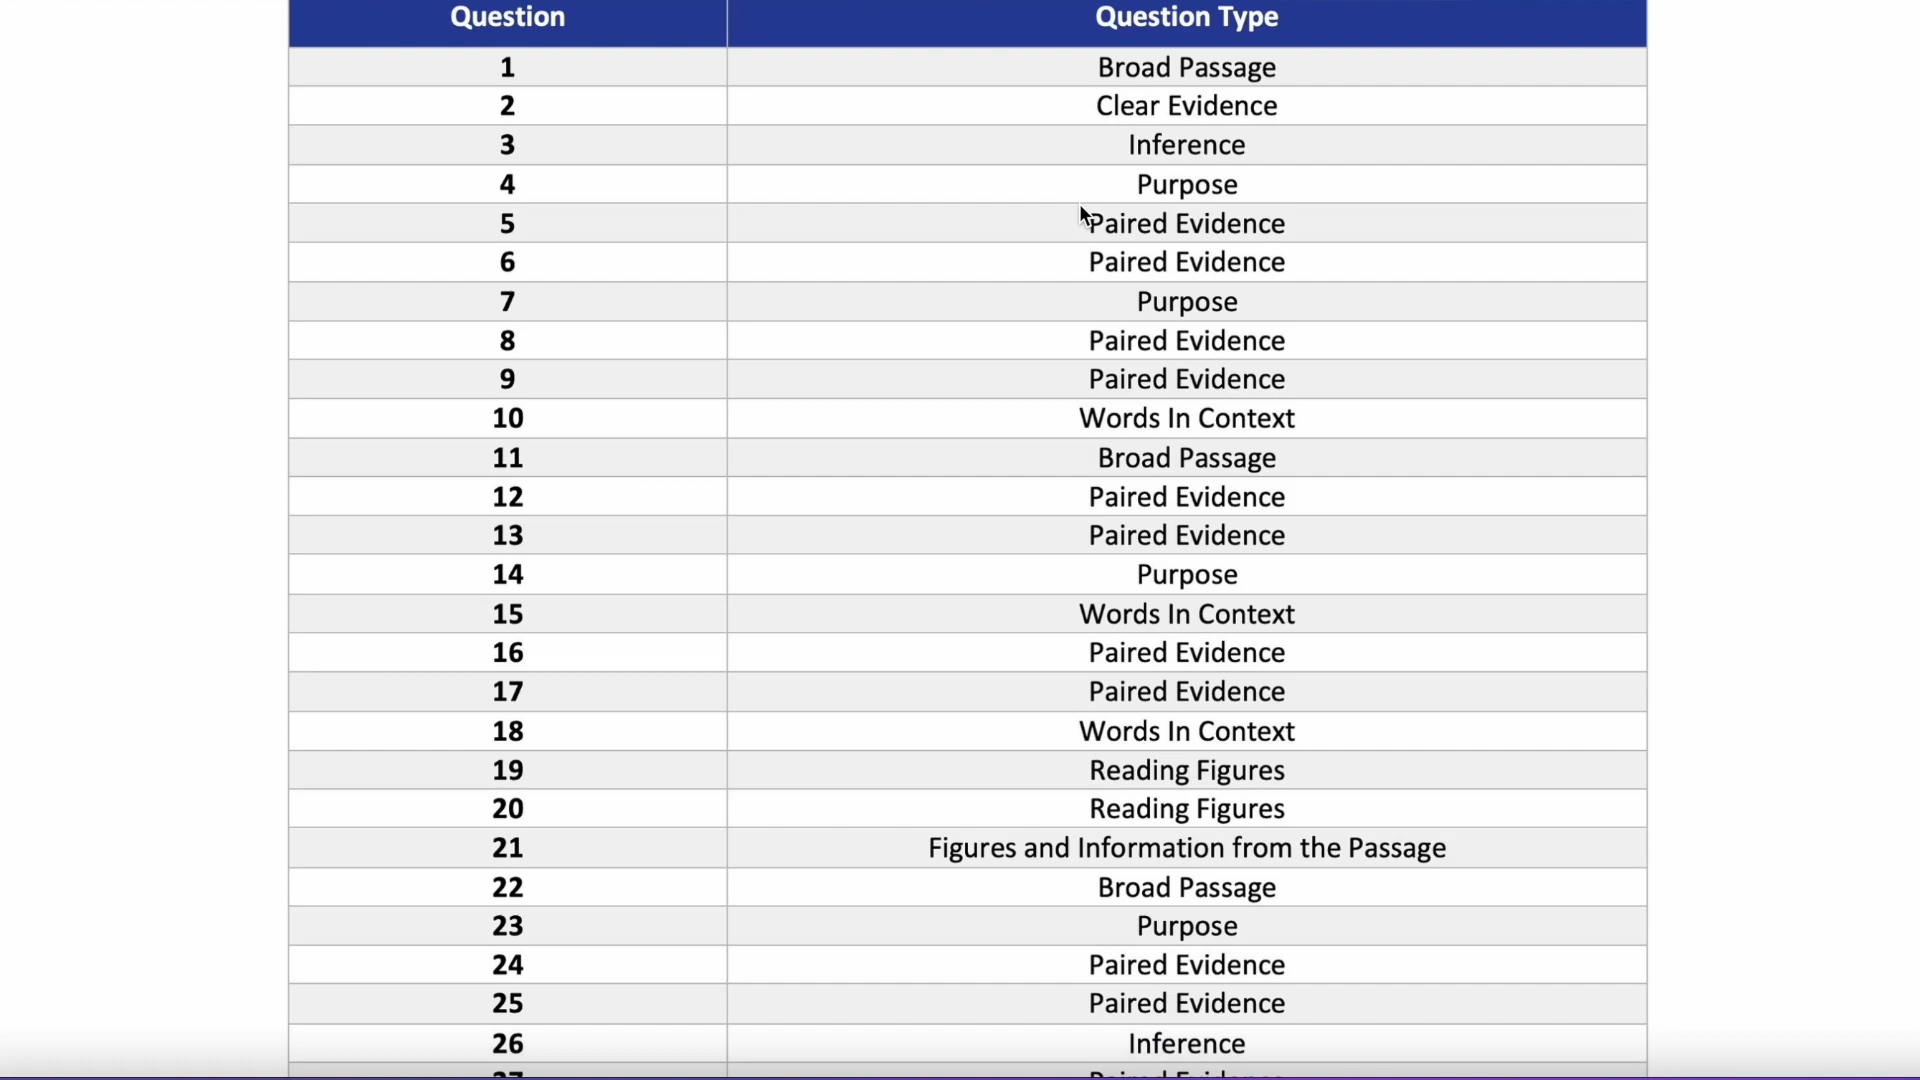 Question Question Type
1 Broad Passage
2 Clear Evidence
3 Inference
4 Purpose
5 Paired Evidence
6 Paired Evidence
7 Purpose
8 Paired Evidence
9 Paired Evidence
10 Words In Context
11 Broad Passage
12 Paired Evidence
13 Paired Evidence
14 Purpose
15 Words In Context
16 Paired Evidence
17 Paired Evidence
18 Words In Context
19 Reading Figures
20 Reading Figures
21 Figures and Information from the Passage
22 Broad Passage
23 Purpose
24 Paired Evidence
25 Paired Evidence
26 Inference